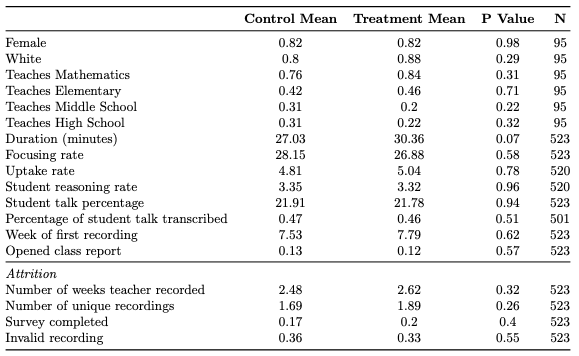 Control Mean Treatment Mean P Value N
Female 0.82 0.82 0.98 95
White 0.8 0.88 0.29 95
Teaches Mathematics 0.76 0.84 0.31 95
Teaches Elementary 0.42 0.46 0.71 95
Teaches Middle School 0.31 0.2 0.22 95
Teaches High School 0.31 0.22 0.32 95
Duration (minutes) 27.03 30.36 0.07 523
Focusing rate 28.15 26.88 0.58 523
Uptake rate 4.81 5.04 0.78 520
Student reasoning rate 3.35 3.32 0.96 520
Student talk percentage 21.91 21.78 0.94 523
Percentage of student talk transcribed 0.47 0.46 0.51 501
Week of first recording 7.53 7.79 0.62 523
Opened class report 0.13 0.12 0.57 523
Attrition
Number of weeks teacher recorded 2.48 2.62 0.32 523
Number of unique recordings 1.69 1.89 0.26 523
Survey completed 0.17 0.2 0.4 523
Invalid recording 0.36 0.33 0.55 523